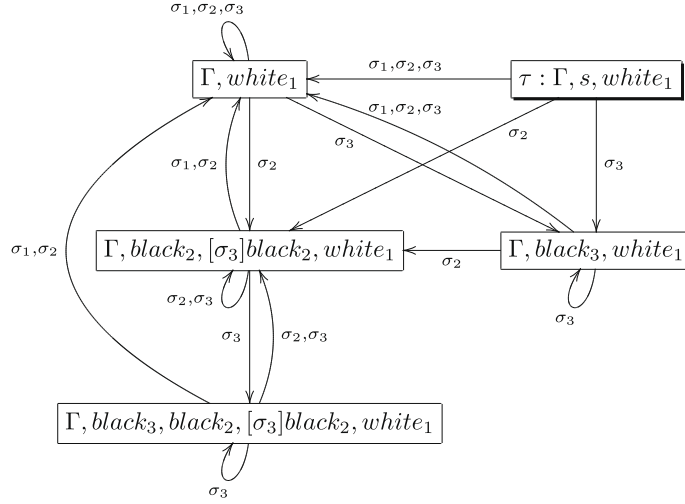 σ₁,σ₂,σ₃
Γ, white₁
σ₁,σ₂,σ₃
τ : Γ, s, white₁
σ₁,σ₂,σ₃
σ₂
σ₃
σ₁,σ₂
σ₂
σ₃
σ₁,σ₂
Γ, black₂, [σ₃]black₂, white₁
σ₂
Γ, black₃, white₁
σ₂,σ₃
σ₃
σ₃
σ₂,σ₃
Γ, black₃, black₂, [σ₃]black₂, white₁
σ₃